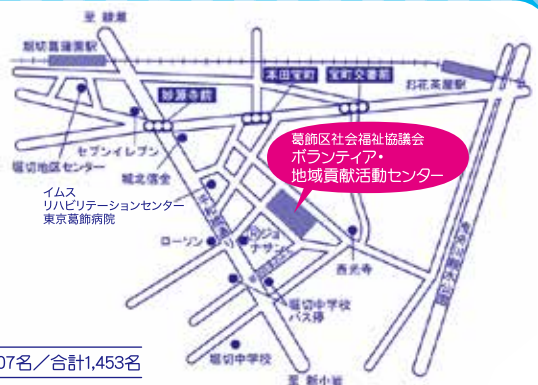 至 綾瀬
堀切菖蒲園駅
お花茶屋駅
本田宝町
宝町交番前
妙源寺前
堀切地区センター
セブンイレブン
城北信金
イムス
リハビリテーションセンター
東京葛飾病院
葛飾区社会福祉協議会
ボランティア・
地域貢献活動センター
ローソン
ジョ
ナサン
西光寺
堀切中学校
バス停
堀切中学校
至 新小岩
07名／合計1,453名